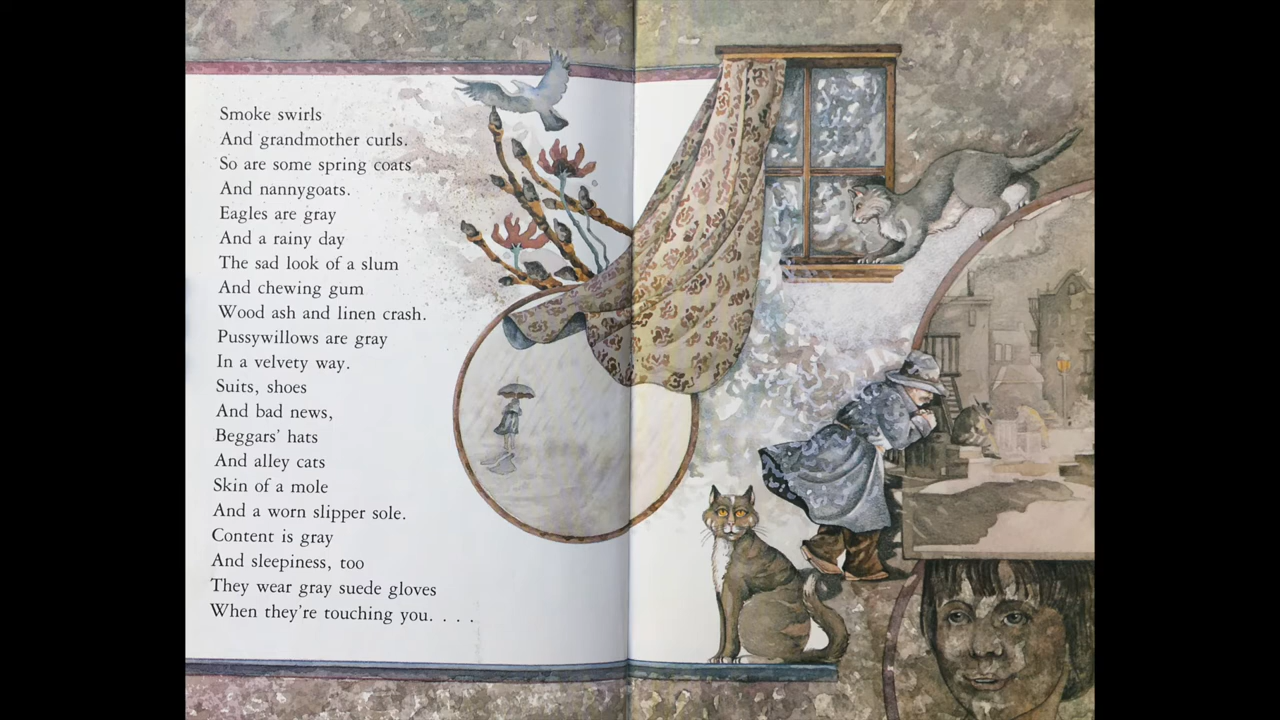 Smoke swirls
And grandmother curls.
So are some spring coats
And nannygoats.
Eagles are gray
And a rainy day
The sad look of a slum
And chewing gum
Wood ash and linen crash.
Pussywillows are gray
In a velvety way.
Suits, shoes
And bad news,
Beggars' hats
And alley cats
Skin of a mole
And a worn slipper sole.
Content is gray
And sleepiness, too
They wear gray suede gloves
When they're touching you. . . .